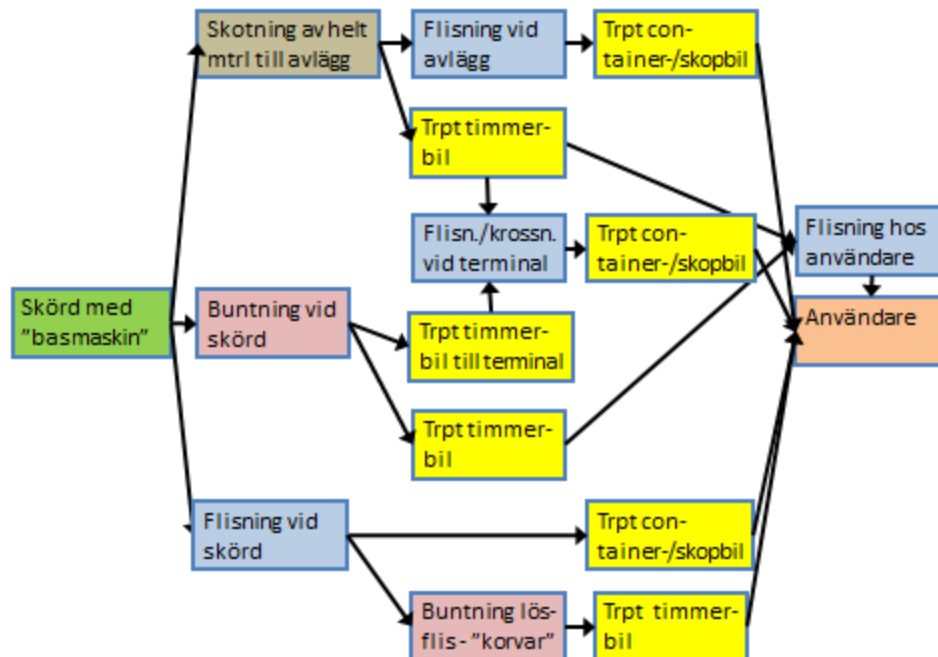 Skotning av helt
mtrl till avlägg
Flisning vid
avlägg
Trpt con-
tainer-/skopbil
Trpt timmer-
bil
Flisn./krossn.
vid terminal
Trpt con-
tainer-/skopbil
Flisning hos
användare
Skörd med
"basmaskin"
Buntning vid
skörd
Trpt timmer-
bil till terminal
Användare
Trpt timmer-
bil
Flisning vid
skörd
Trpt con-
tainer-/skopbil
Buntning lös-
flis - "korvar"
Trpt timmer-
bil